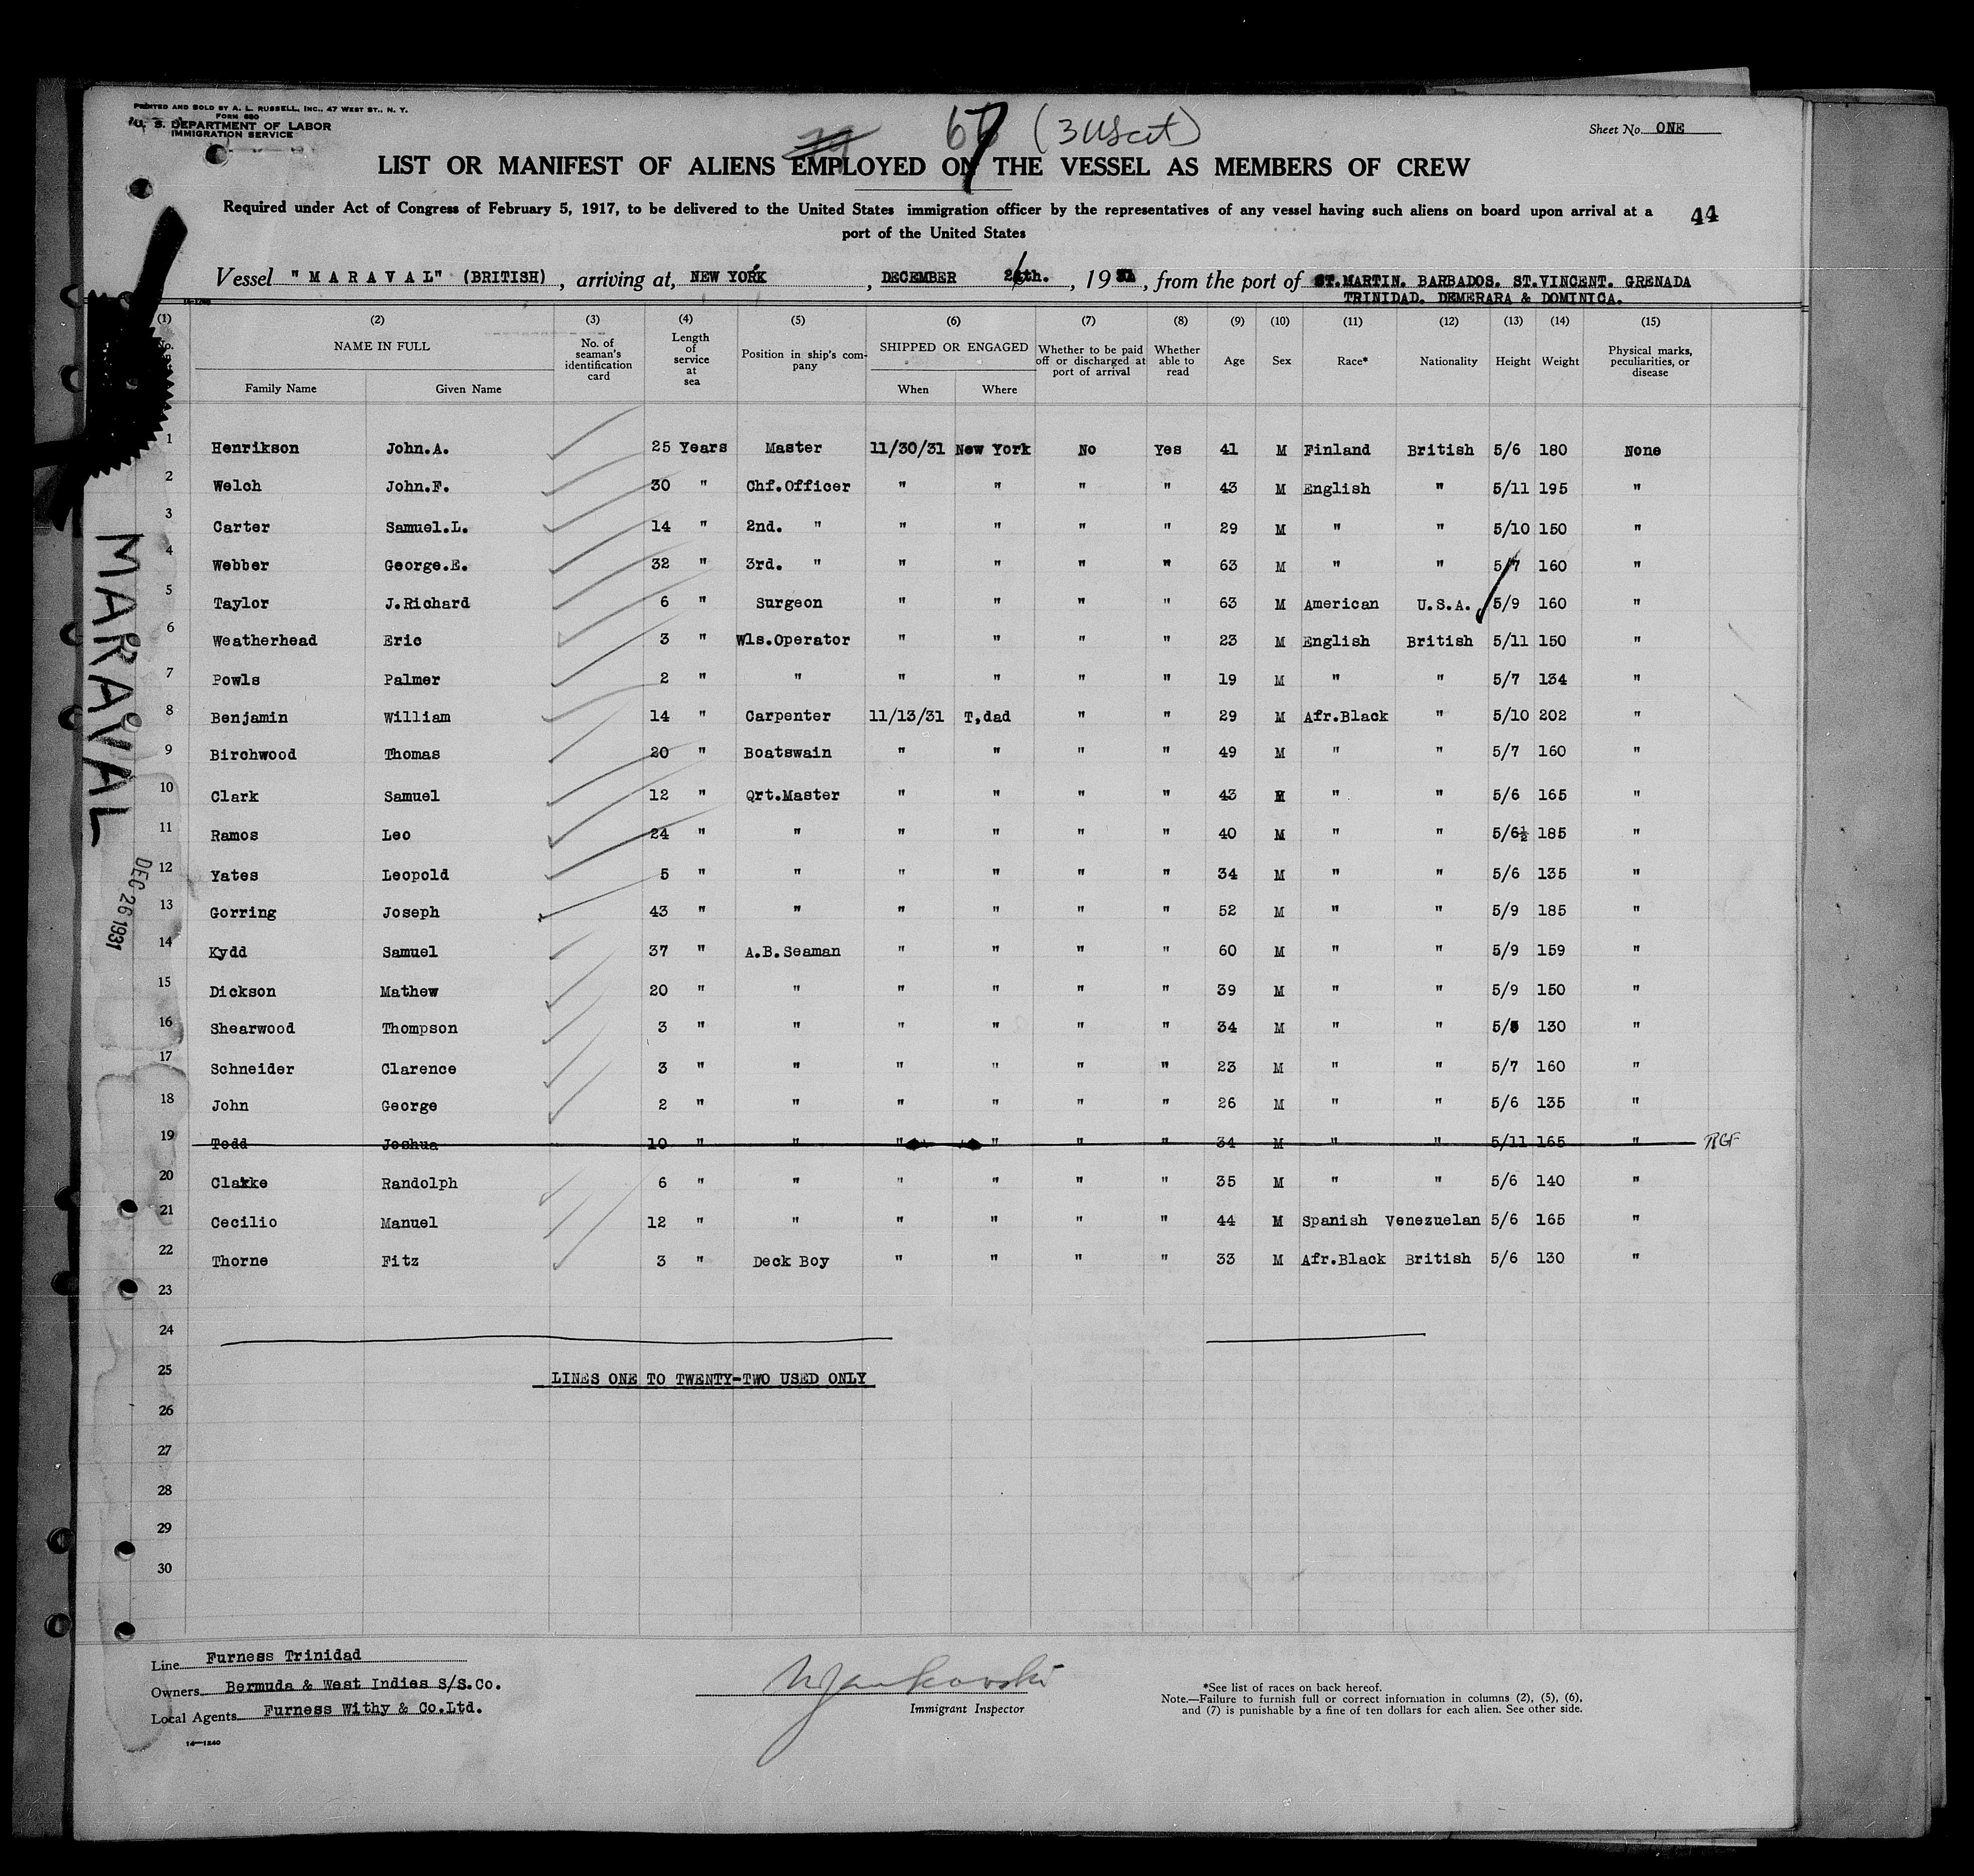 PRINTED AND SOLD BY A. L. RUSSELL, INC., 47 WEST ST., N. Y.
FORM 680
U. S. DEPARTMENT OF LABOR
IMMIGRATION SERVICE
(3 US cit)
Sheet No. ONE
LIST OR MANIFEST OF ALIENS EMPLOYED ON THE VESSEL AS MEMBERS OF CREW
Required under Act of Congress of February 5, 1917, to be delivered to the United States immigration officer by the representatives of any vessel having such aliens on board upon arrival at a
port of the United States
44
Vessel "MARAVAL" (BRITISH), arriving at, NEW YORK, DECEMBER 26th., 1931, from the port of ST.MARTIN. BARBADOS. ST.VINCENT. GRENADA
TRINIDAD. DEMERARA & DOMINICA.
(1) (2) (3) (4) (5) (6) (7) (8) (9) (10) (11) (12) (13) (14) (15)
NAME IN FULL Family Name Given Name No. of seaman's identification card Length of service at sea Position in ship's company SHIPPED OR ENGAGED When Where Whether to be paid off or discharged at port of arrival Whether able to read Age Sex Race* Nationality Height Weight Physical marks, peculiarities, or disease
1 Henrikson John.A. 25 Years Master 11/30/31 New York No Yes 41 M Finland British 5/6 180 None
2 Welch John.F. 30 " Chf.Officer " " " " 43 M English " 5/11 195 "
3 Carter Samuel.L. 14 " 2nd. " " " " " 29 M " " 5/10 150 "
4 Webber George.E. 32 " 3rd. " " " " " 63 M " " 5/7 160 "
5 Taylor J.Richard 6 " Surgeon " " " " 63 M American U.S.A. 5/9 160 "
6 Weatherhead Eric 3 " Wls.Operator " " " " 23 M English British 5/11 150 "
7 Powls Palmer 2 " " " " " " 19 M " " 5/7 134 "
8 Benjamin William 14 " Carpenter 11/13/31 T,dad " " 29 M Afr.Black " 5/10 202 "
9 Birchwood Thomas 20 " Boatswain " " " " 49 M " " 5/7 160 "
10 Clark Samuel 12 " Qrt.Master " " " " 43 M " " 5/6 165 "
11 Ramos Leo 24 " " " " " " 40 M " " 5/6½ 185 "
12 Yates Leopold 5 " " " " " " 34 M " " 5/6 135 "
13 Gorring Joseph 43 " " " " " " 52 M " " 5/9 185 "
14 Kydd Samuel 37 " A.B.Seaman " " " " 60 M " " 5/9 159 "
15 Dickson Mathew 20 " " " " " " 39 M " " 5/9 150 "
16 Shearwood Thompson 3 " " " " " " 34 M " " 130 "
17 Schneider Clarence 3 " " " " " " 23 M " " 5/7 160 "
18 John George 2 " " " " " " 26 M " " 5/6 135 "
19 Todd Joshua 10 " " " " " " 34 M " " 5/11 165 "
20 Clarke Randolph 6 " " " " " " 35 M " " 5/6 140 "
21 Cecilio Manuel 12 " " " " " " 44 M Spanish Venezuelan 5/6 165 "
22 Thorne Fitz 3 " Deck Boy " " " " 33 M Afr.Black British 5/6 130 "
23
24
25 LINES ONE TO TWENTY-TWO USED ONLY
26
27
28
29
30
MARAVAL
DEC 26 1931
Line Furness Trinidad
Owners Bermuda & West Indies S/S.Co.
Local Agents Furness Withy & Co.Ltd.
14—1240
Immigrant Inspector
*See list of races on back hereof.
Note.—Failure to furnish full or correct information in columns (2), (5), (6),
and (7) is punishable by a fine of ten dollars for each alien. See other side.